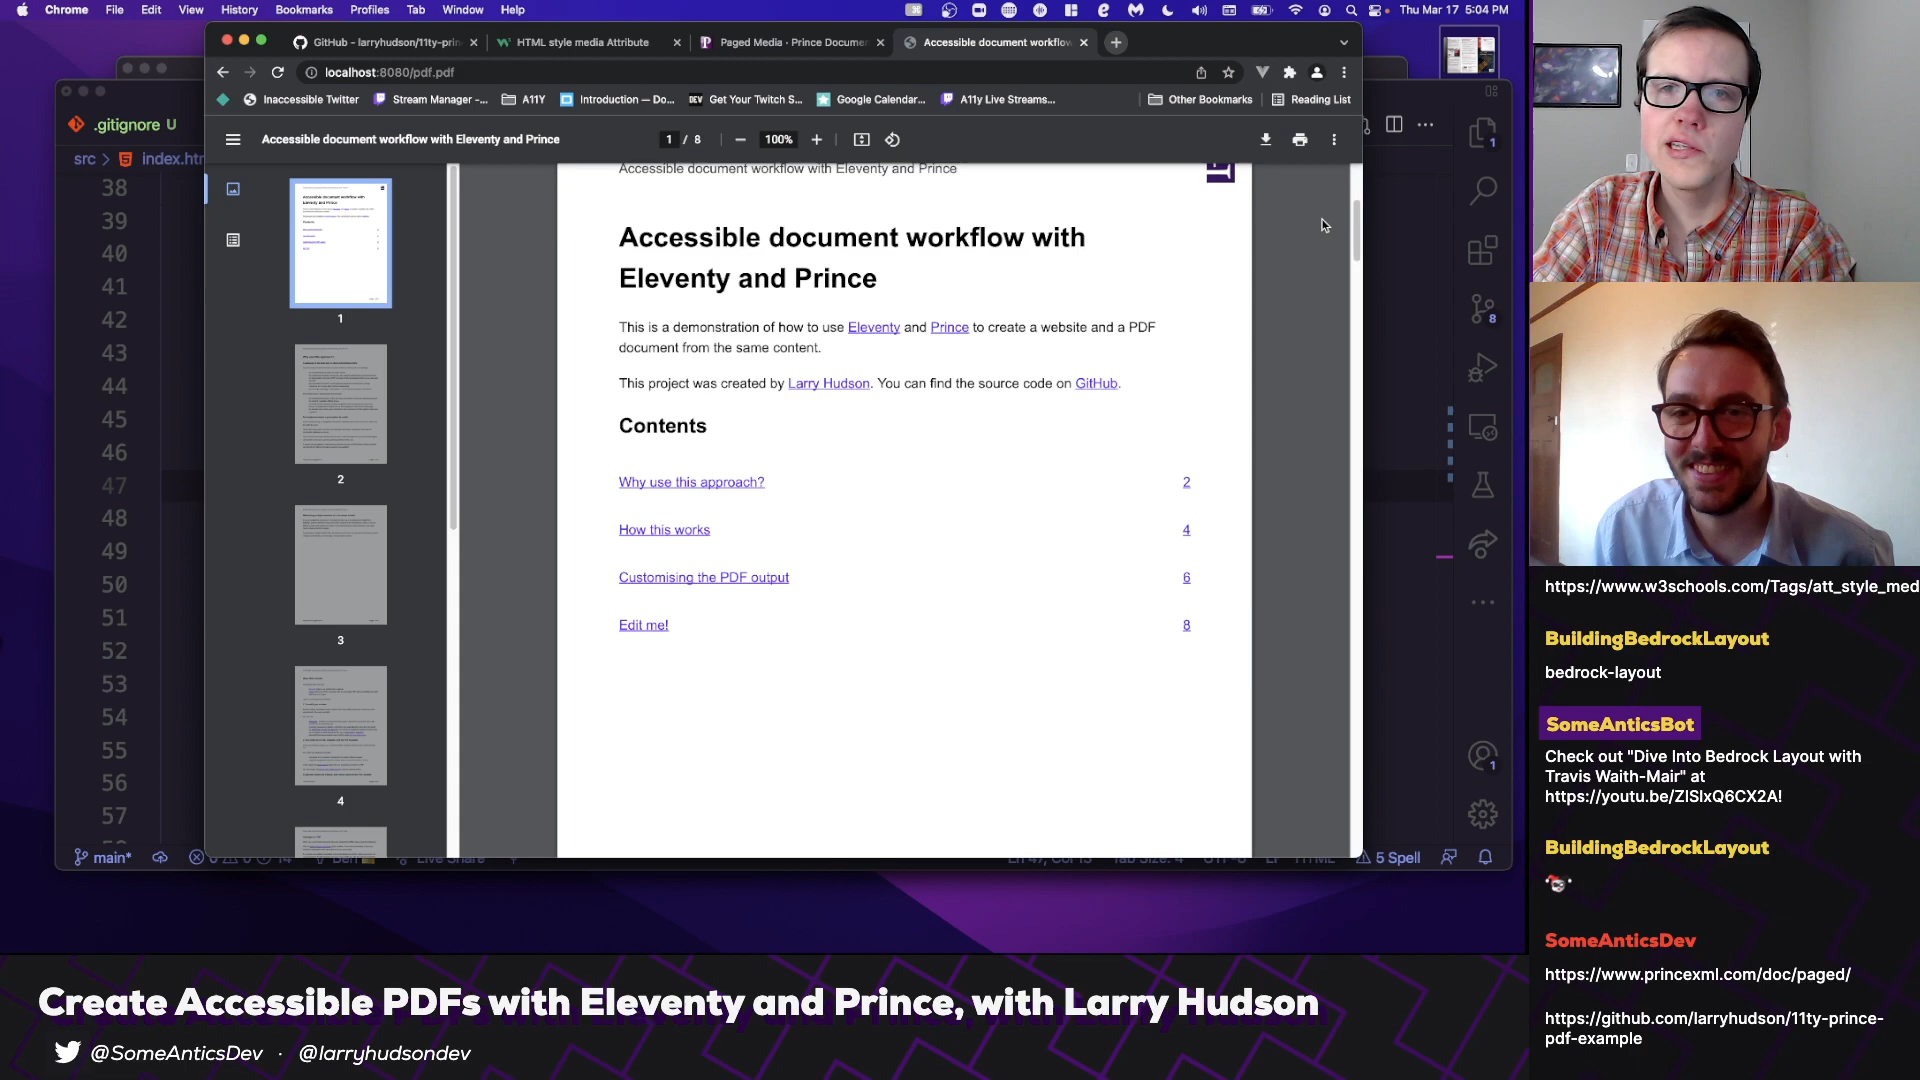 Chrome File Edit View History Bookmarks Profiles Tab Window Help
Thu Mar 17 5:04 PM
GitHub - larryhudson/11ty-prin
HTML style media Attribute
Paged Media · Prince Documen
Accessible document workflow
localhost:8080/pdf.pdf
Inaccessible Twitter
Stream Manager -...
A11Y
Introduction — Do...
Get Your Twitch S...
Google Calendar...
A11y Live Streams...
Other Bookmarks
Reading List
.gitignore U
src > index.htm
Accessible document workflow with Eleventy and Prince
1 / 8
100%
38
39
40
41
42
43
44
45
46
47
48
49
50
51
52
53
54
55
56
57
1
2
3
4
Accessible document workflow with Eleventy and Prince
Accessible document workflow with
Eleventy and Prince
This is a demonstration of how to use Eleventy and Prince to create a website and a PDF
document from the same content.
This project was created by Larry Hudson. You can find the source code on GitHub.
Contents
Why use this approach? 2
How this works 4
Customising the PDF output 6
Edit me! 8
1
8
1
main*
5 Spell
https://www.w3schools.com/Tags/att_style_med
BuildingBedrockLayout
bedrock-layout
SomeAnticsBot
Check out "Dive Into Bedrock Layout with
Travis Waith-Mair" at
https://youtu.be/ZISlxQ6CX2A!
BuildingBedrockLayout
SomeAnticsDev
https://www.princexml.com/doc/paged/
https://github.com/larryhudson/11ty-prince-
pdf-example
Create Accessible PDFs with Eleventy and Prince, with Larry Hudson
@SomeAnticsDev · @larryhudsondev